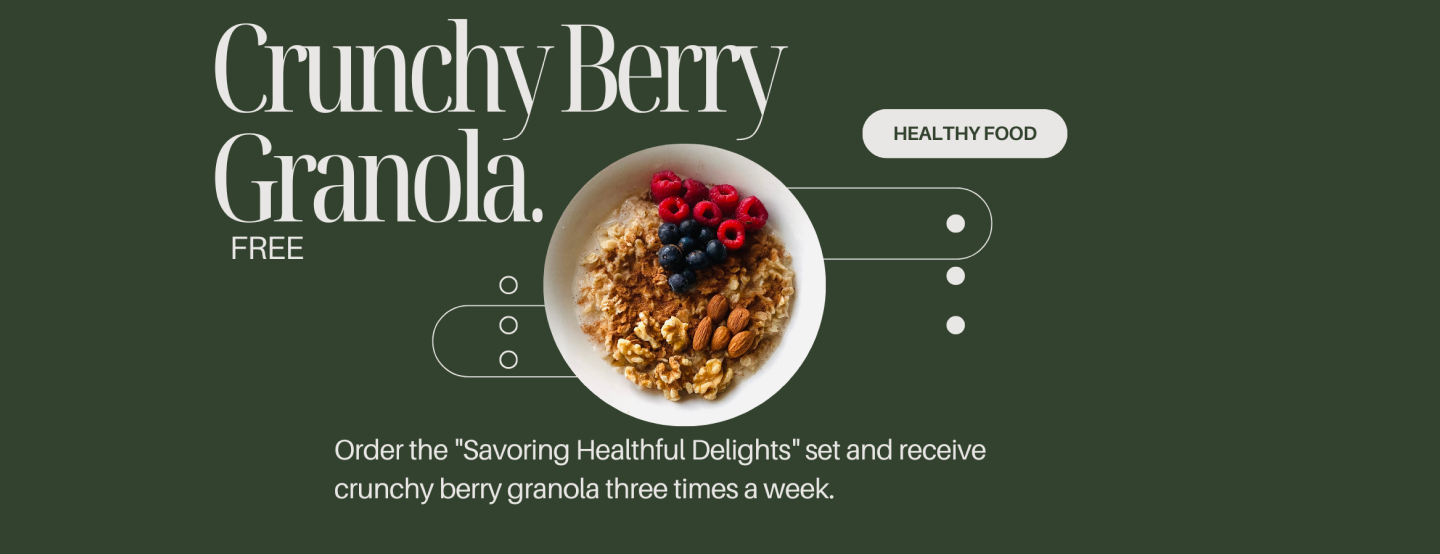 Crunchy Berry
Granola.
FREE
HEALTHY FOOD
Order the "Savoring Healthful Delights" set and receive
crunchy berry granola three times a week.